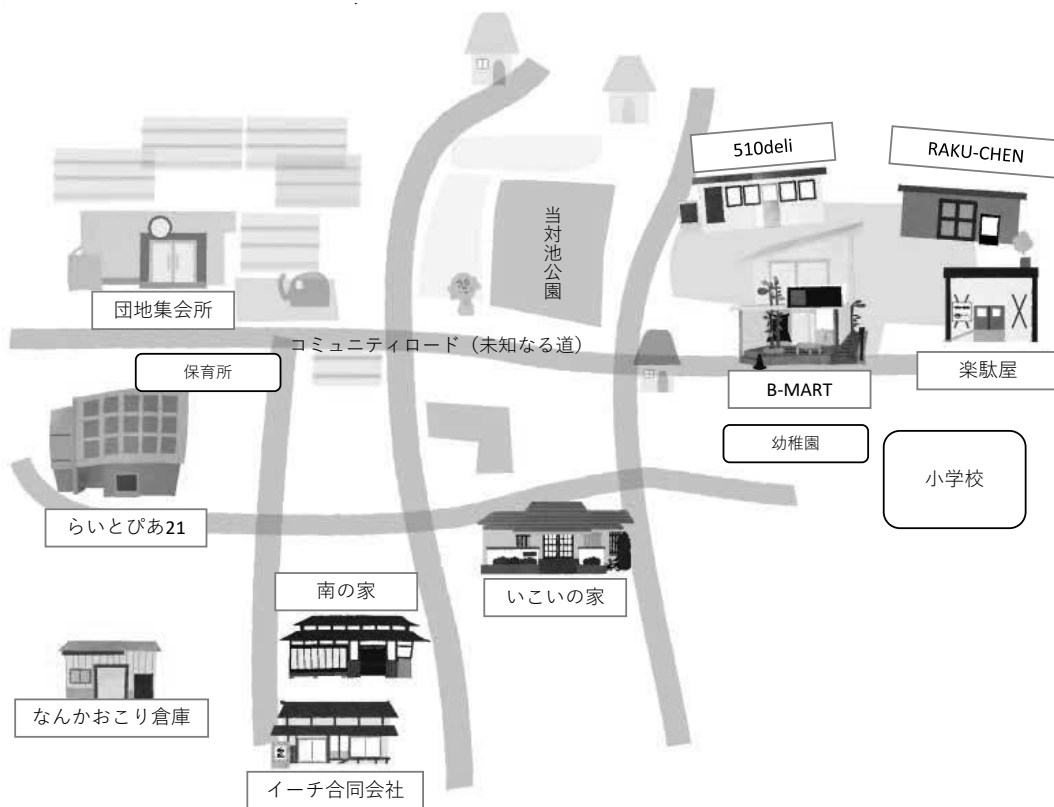 510deli
RAKU-CHEN
当対池公園
団地集会所
コミュニティロード（未知なる道）
保育所
楽駄屋
B-MART
幼稚園
小学校
らいとぴあ21
南の家
いこいの家
なんかおこり倉庫
イーチ合同会社